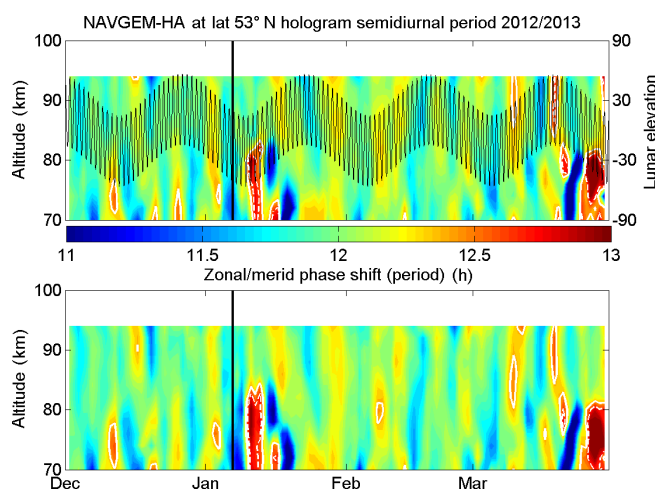 NAVGEM-HA at lat 53° N hologram semidiurnal period 2012/2013
100
90
80
70
Altitude (km)
90
30
-30
-90
Lunar elevation
11
11.5
12
12.5
13
Zonal/merid phase shift (period) (h)
100
90
80
70
Altitude (km)
Dec
Jan
Feb
Mar